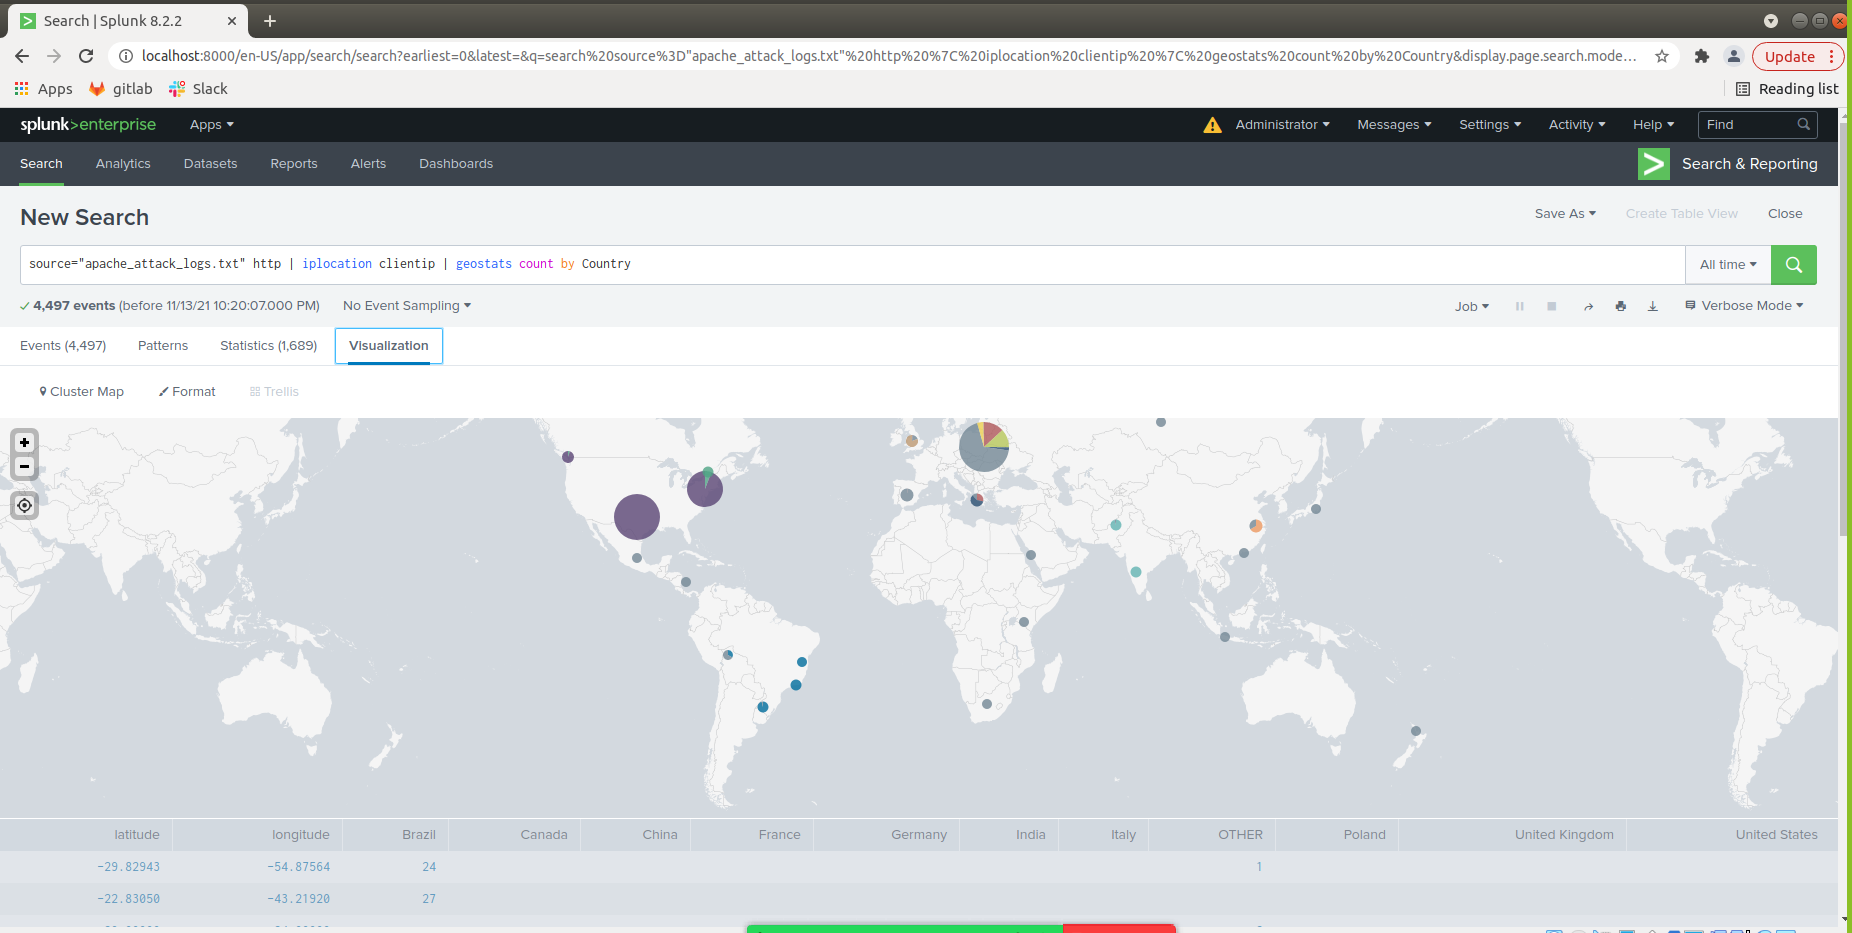 Search | Splunk 8.2.2
localhost:8000/en-US/app/search/search?earliest=0&latest=&q=search%20source%3D"apache_attack_logs.txt"%20http%20%7C%20iplocation%20clientip%20%7C%20geostats%20count%20by%20Country&display.page.search.mode...
Update
Apps gitlab Slack
Reading list
splunk>enterprise Apps
Administrator Messages Settings Activity Help Find
Search Analytics Datasets Reports Alerts Dashboards
Search & Reporting
New Search
Save As Create Table View Close
source="apache_attack_logs.txt" http | iplocation clientip | geostats count by Country
All time
4,497 events (before 11/13/21 10:20:07.000 PM) No Event Sampling
Job Verbose Mode
Events (4,497) Patterns Statistics (1,689) Visualization
Cluster Map Format Trellis
+
-
latitude longitude Brazil Canada China France Germany India Italy OTHER Poland United Kingdom United States
-29.82943 -54.87564 24 1
-22.83050 -43.21920 27